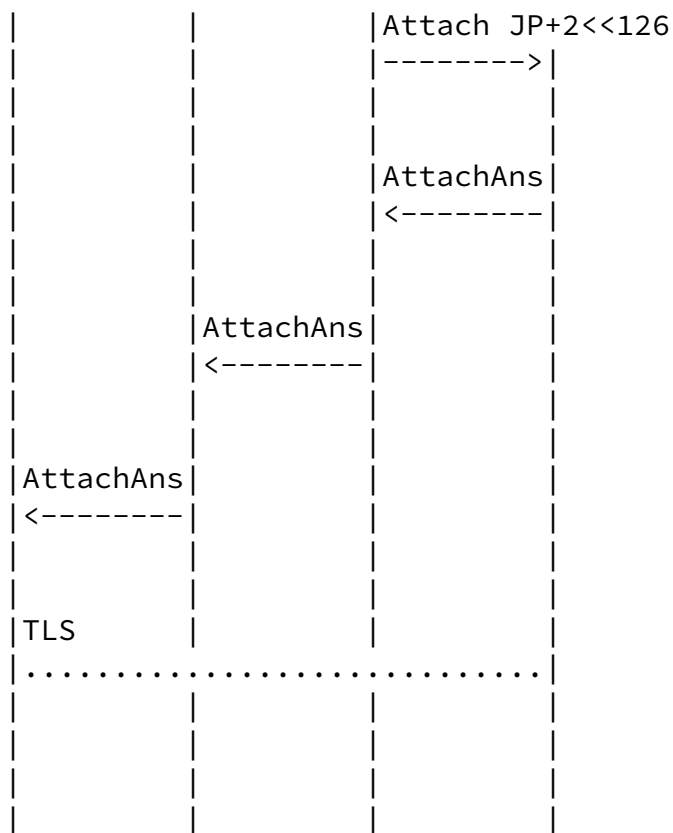 |                 |                 |Attach JP+2<<126
|                 |                 |-------->|
|                 |                 |         |
|                 |                 |         |
|                 |                 |AttachAns|
|                 |                 |<--------|
|                 |                 |         |
|                 |                 |         |
|                 |AttachAns|         |
|                 |<--------|         |
|                 |         |         |
|                 |         |         |
|AttachAns|         |         |
|<--------|         |         |
|         |         |         |
|         |         |         |
|TLS      |         |         |
|.............................|
|         |         |         |
|         |         |         |
|         |         |         |
|         |         |         |